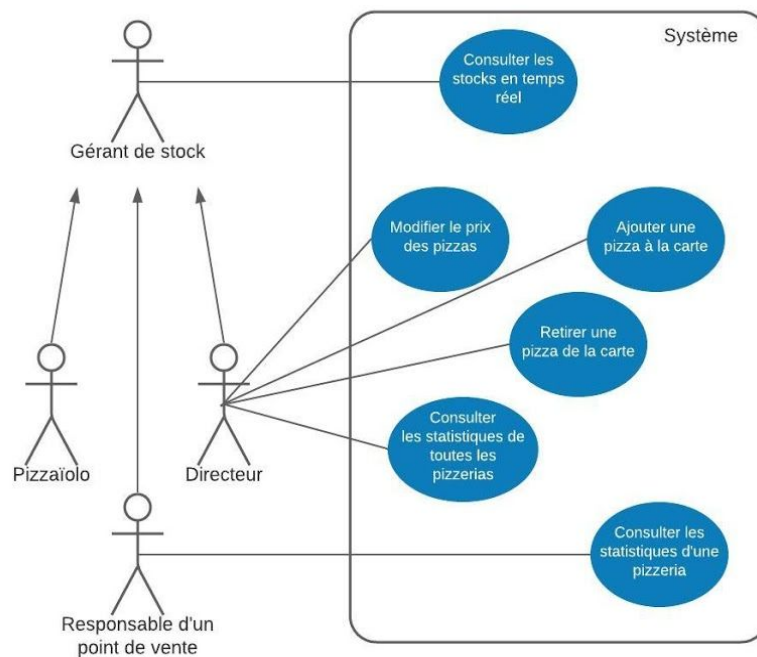 Système
Consulter les
stocks en temps
réel
Gérant de stock
Modifier le prix
des pizzas
Ajouter une
pizza à la carte
Retirer une
pizza de la carte
Consulter
les statistiques de
toutes les
pizzerias
Pizzaïolo
Directeur
Consulter les
statistiques d'une
pizzeria
Responsable d'un
point de vente